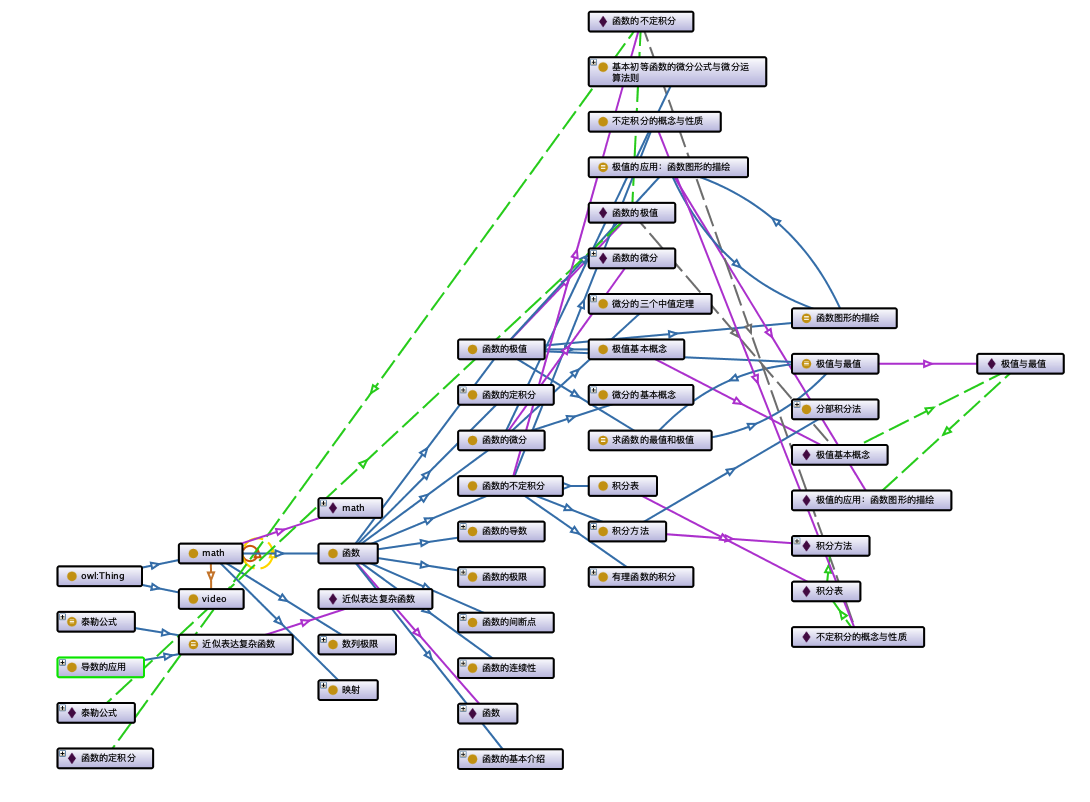 函数的不定积分
基本初等函数的微分公式与微分运
算法则
不定积分的概念与性质
极值的应用：函数图形的描绘
函数的极值
函数的微分
微分的三个中值定理
函数图形的描绘
函数的极值
极值基本概念
极值与最值
极值与最值
函数的定积分
微分的基本概念
分部积分法
函数的微分
求函数的最值和极值
极值基本概念
函数的不定积分
积分表
极值的应用：函数图形的描绘
math
函数的导数
积分方法
积分方法
math
函数
owl:Thing
函数的极限
有理函数的积分
积分表
video
近似表达复杂函数
泰勒公式
函数的间断点
不定积分的概念与性质
近似表达复杂函数
数列极限
导数的应用
函数的连续性
映射
泰勒公式
函数
函数的定积分
函数的基本介绍